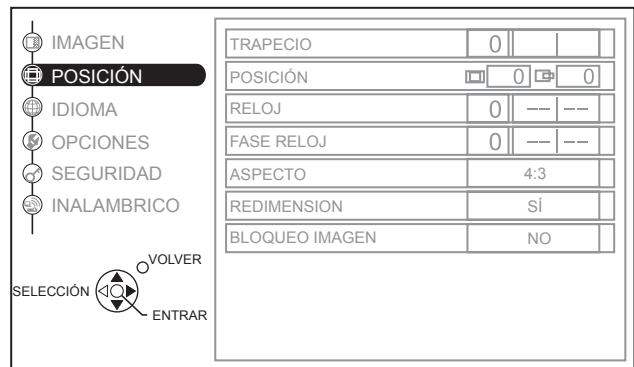 IMAGEN
POSICIÓN
IDIOMA
OPCIONES
SEGURIDAD
INALAMBRICO
VOLVER
SELECCIÓN
ENTRAR
TRAPECIO 0
POSICIÓN 0 0
RELOJ 0 -- --
FASE RELOJ 0 -- --
ASPECTO 4:3
REDIMENSION SÍ
BLOQUEO IMAGEN NO